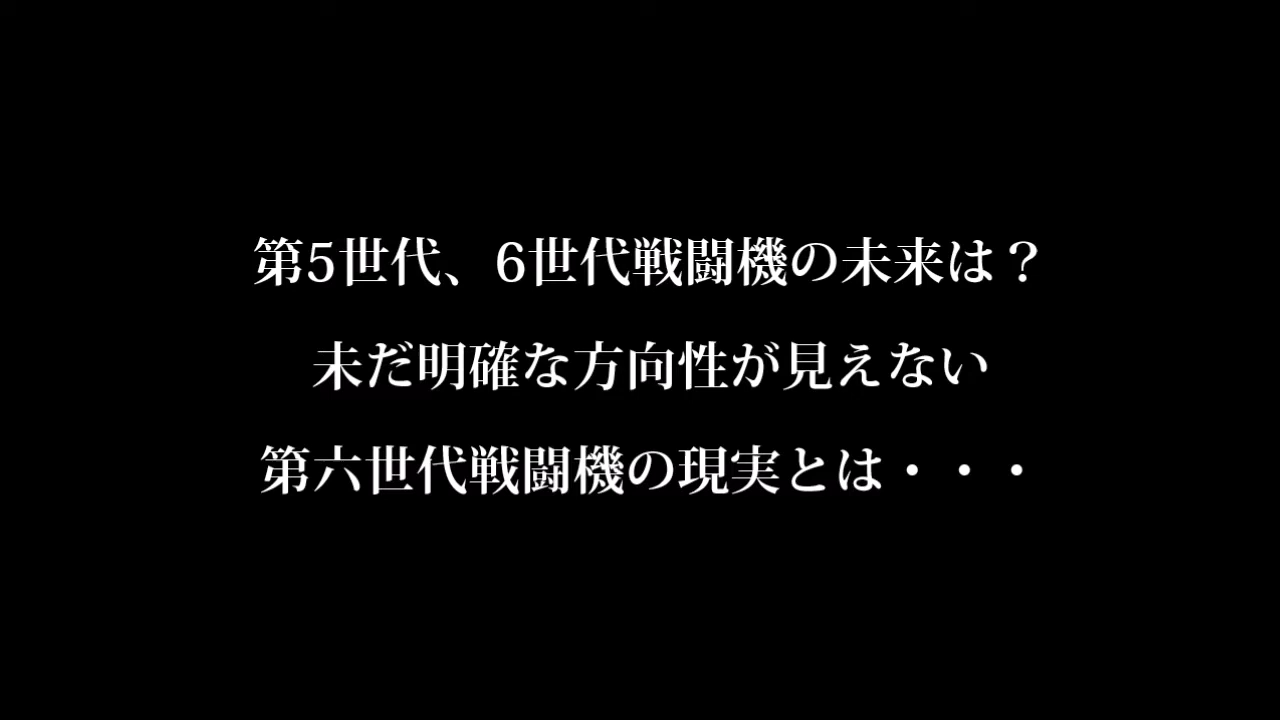 第5世代、6世代戦闘機の未来は？
未だ明確な方向性が見えない
第六世代戦闘機の現実とは・・・